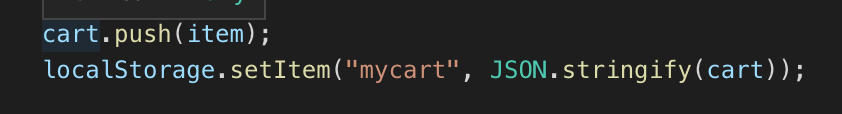 cart.push(item);
localStorage.setItem("mycart", JSON.stringify(cart));